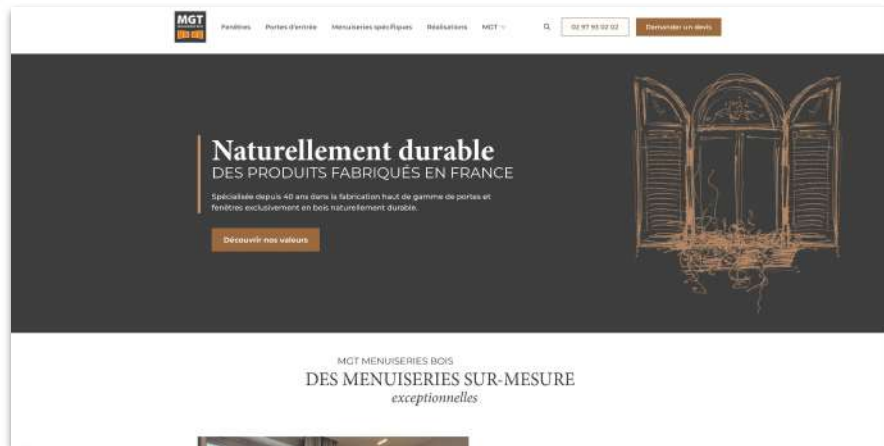 MGT
Fenêtres Portes d'entrée Menuiseries spécifiques Réalisations MGT
02 97 93 02 02
Demander un devis
Naturellement durable
DES PRODUITS FABRIQUÉS EN FRANCE
Spécialisée depuis 40 ans dans la fabrication haut de gamme de portes et
fenêtres exclusivement en bois naturellement durable.
Découvrir nos valeurs
MGT MENUISERIES BOIS
DES MENUISERIES SUR-MESURE
exceptionnelles